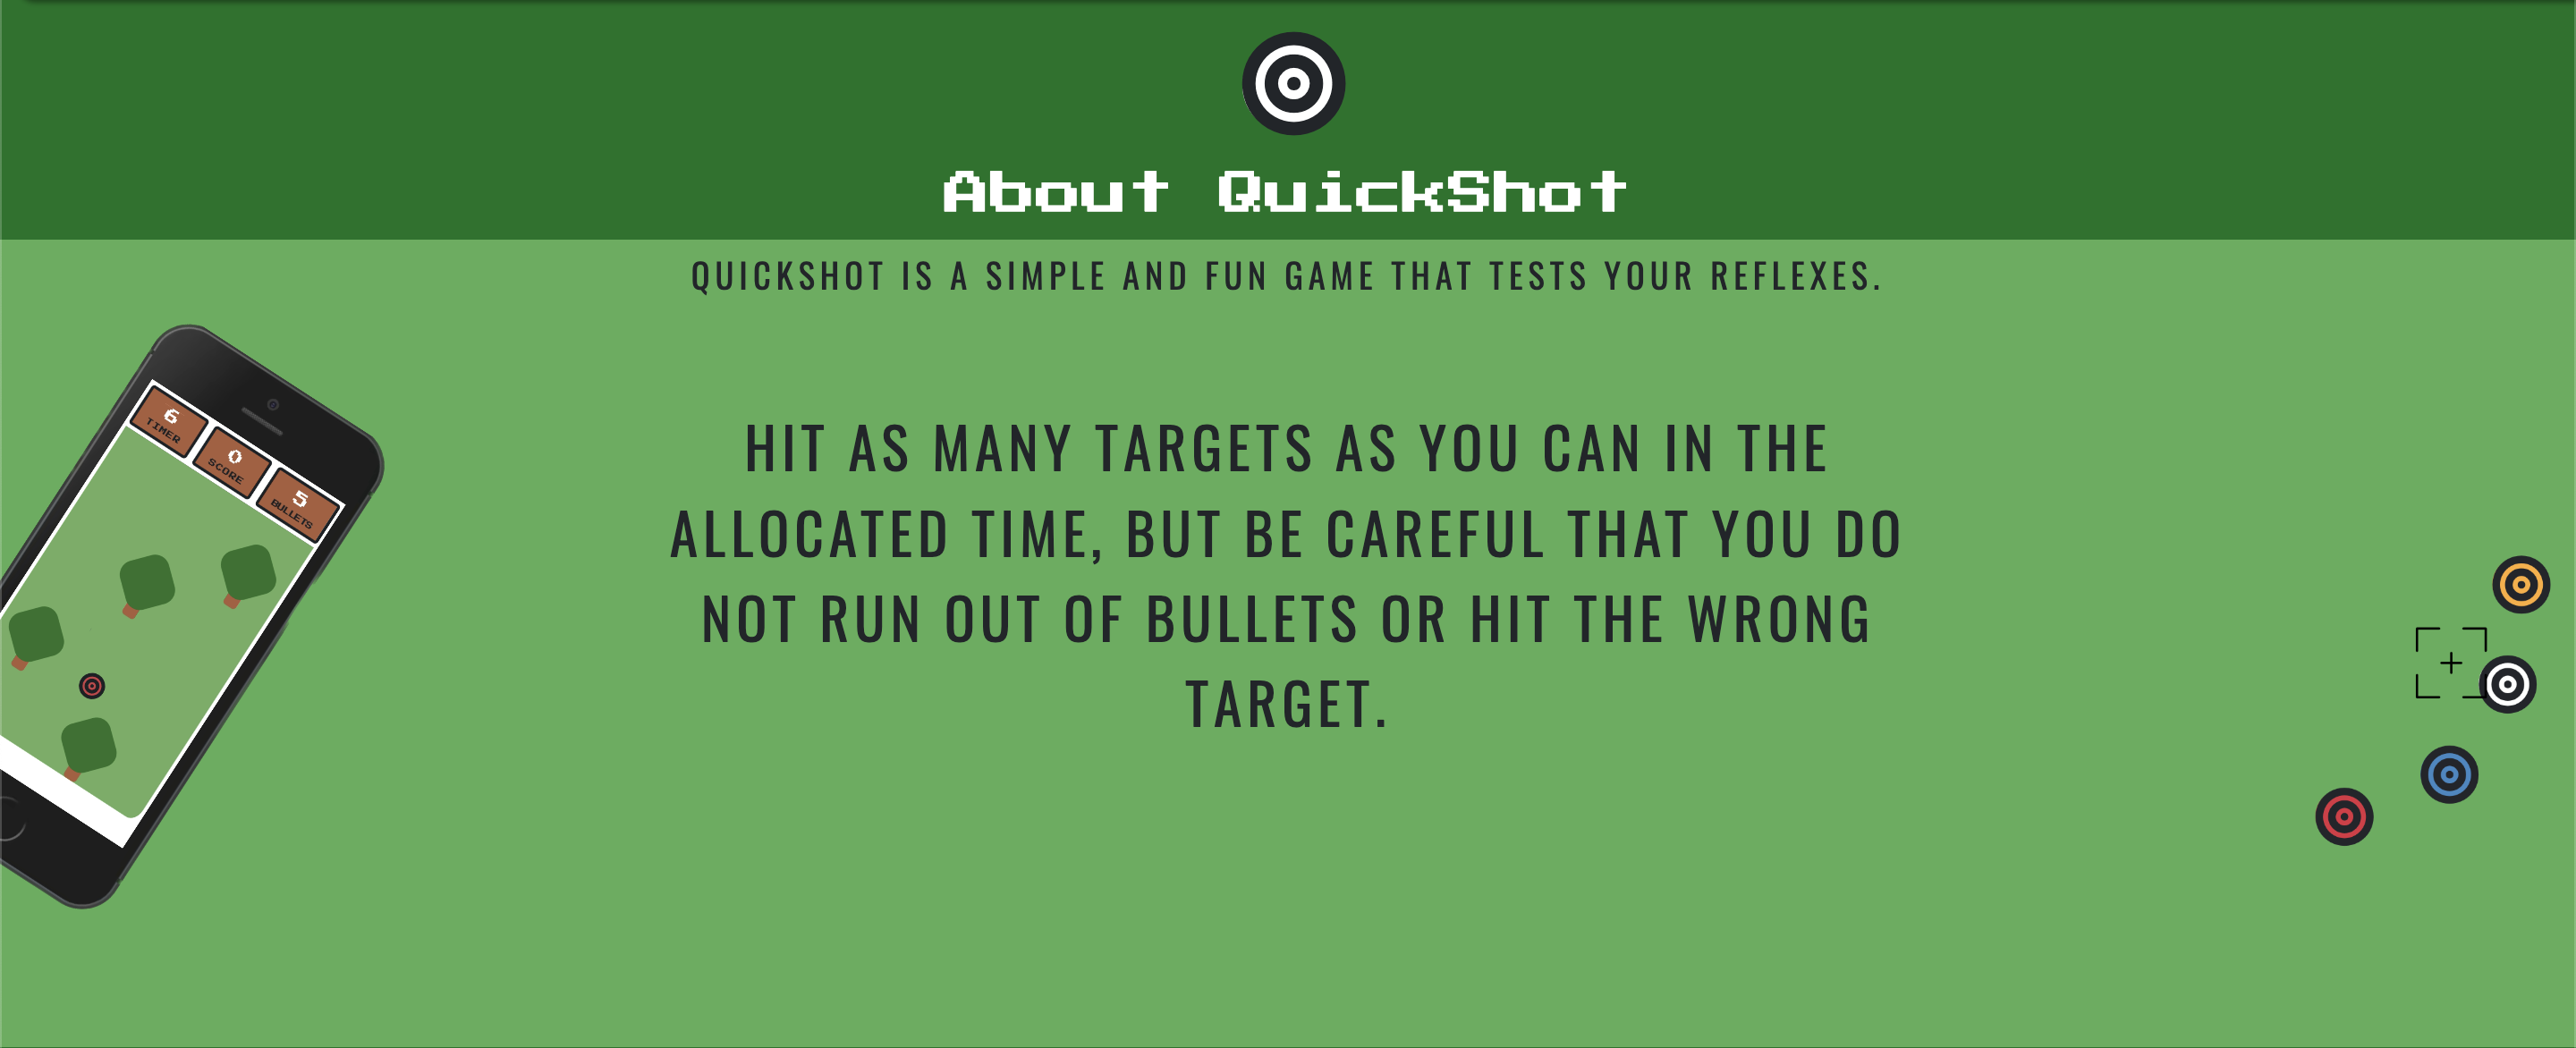 About QuickShot
QUICKSHOT IS A SIMPLE AND FUN GAME THAT TESTS YOUR REFLEXES.
HIT AS MANY TARGETS AS YOU CAN IN THE
ALLOCATED TIME, BUT BE CAREFUL THAT YOU DO
NOT RUN OUT OF BULLETS OR HIT THE WRONG
TARGET.
6
TIMER
0
SCORE
5
BULLETS